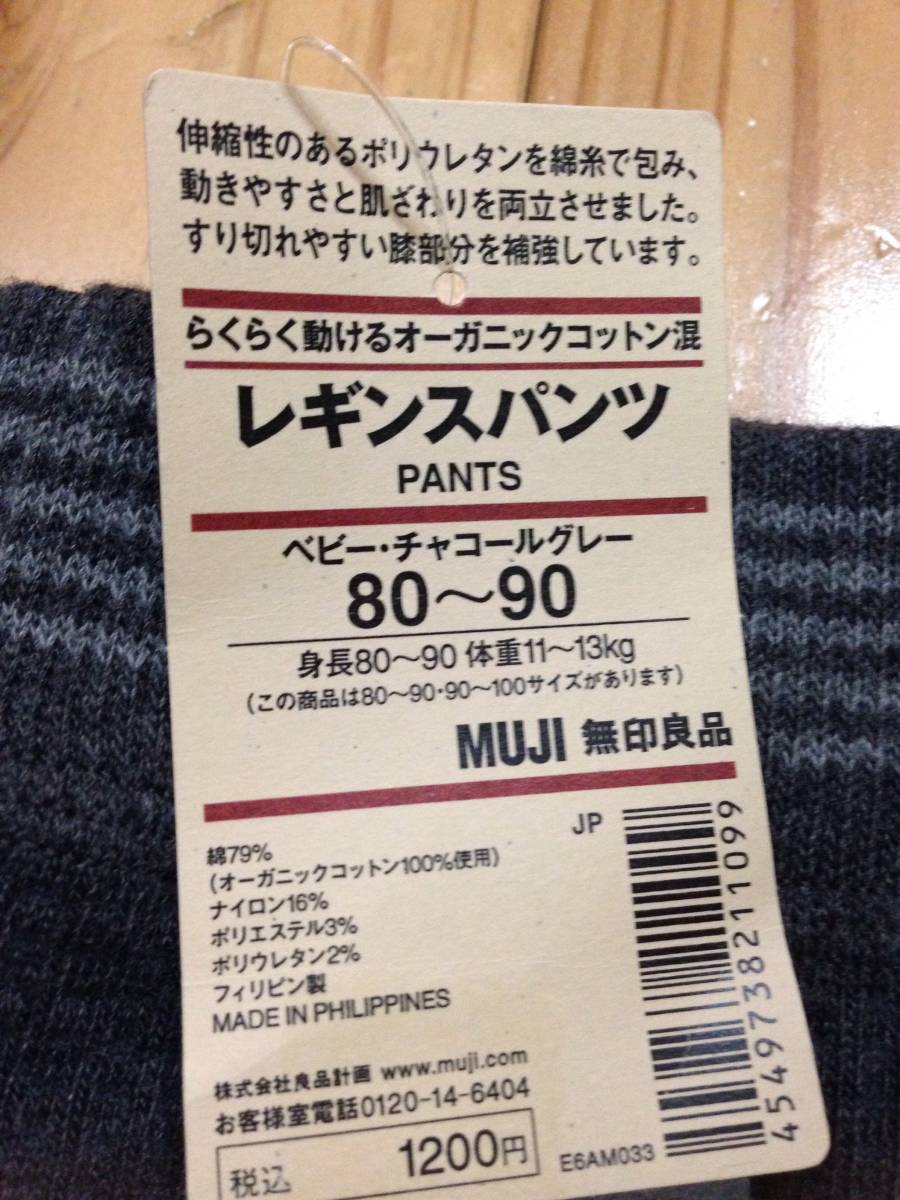 伸縮性のあるポリウレタンを綿糸で包み、
動きやすさと肌ざわりを両立させました。
すり切れやすい膝部分を補強しています。
らくらく動けるオーガニックコットン混
レギンスパンツ
PANTS
ベビー・チャコールグレー
80〜90
身長80〜90 体重11〜13kg
(この商品は80〜90・90〜100サイズがあります)
MUJI 無印良品
JP
綿79%
(オーガニックコットン100%使用)
ナイロン16%
ポリエステル3%
ポリウレタン2%
フィリピン製
MADE IN PHILIPPINES
株式会社良品計画 www.muji.com
お客様室電話0120-14-6404
税込 1200円
E6AM033
4549738211099